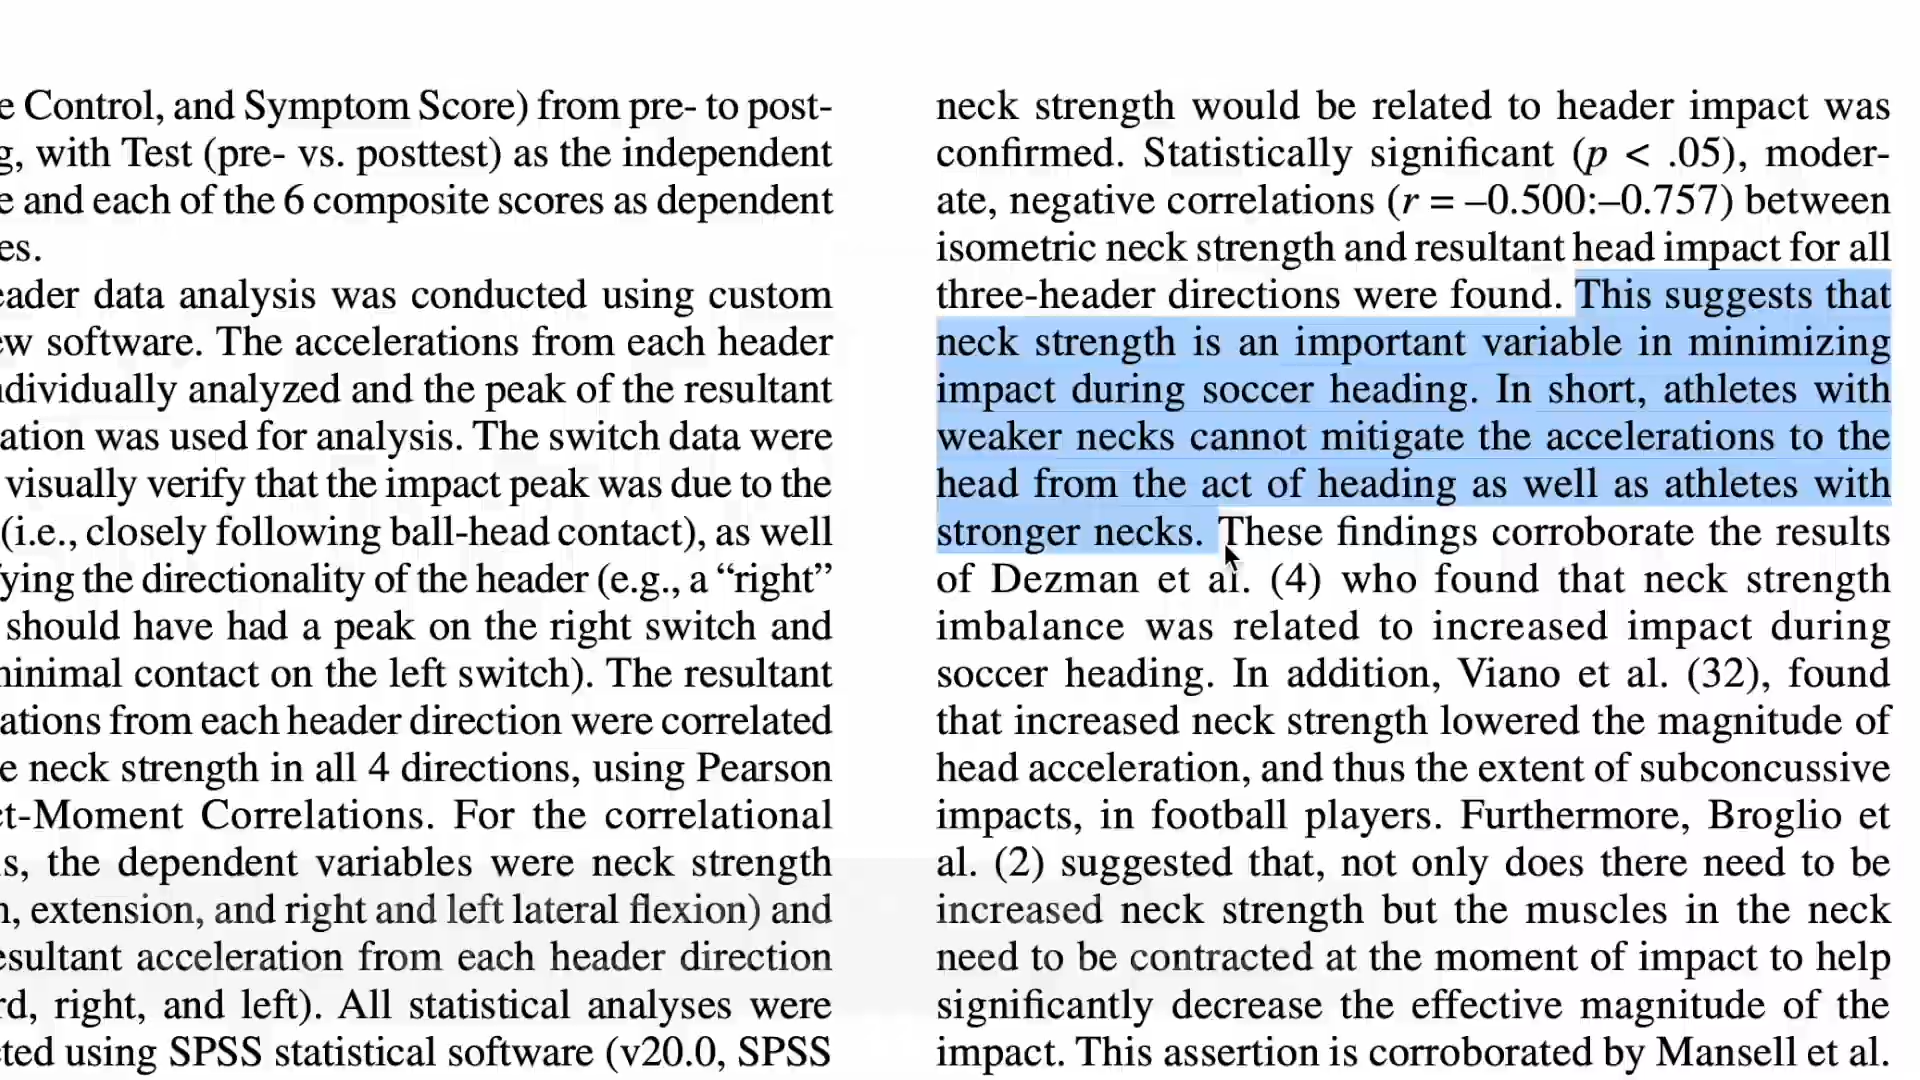 e Control, and Symptom Score) from pre- to post-
g, with Test (pre- vs. posttest) as the independent
e and each of the 6 composite scores as dependent
es.
eader data analysis was conducted using custom
ew software. The accelerations from each header
ndividually analyzed and the peak of the resultant
ation was used for analysis. The switch data were
visually verify that the impact peak was due to the
(i.e., closely following ball-head contact), as well
fying the directionality of the header (e.g., a “right”
should have had a peak on the right switch and
minimal contact on the left switch). The resultant
ations from each header direction were correlated
e neck strength in all 4 directions, using Pearson
ct-Moment Correlations. For the correlational
s, the dependent variables were neck strength
n, extension, and right and left lateral flexion) and
esultant acceleration from each header direction
rd, right, and left). All statistical analyses were
cted using SPSS statistical software (v20.0, SPSS
neck strength would be related to header impact was
confirmed. Statistically significant (p < .05), moder-
ate, negative correlations (r = –0.500:–0.757) between
isometric neck strength and resultant head impact for all
three-header directions were found. This suggests that
neck strength is an important variable in minimizing
impact during soccer heading. In short, athletes with
weaker necks cannot mitigate the accelerations to the
head from the act of heading as well as athletes with
stronger necks. These findings corroborate the results
of Dezman et al. (4) who found that neck strength
imbalance was related to increased impact during
soccer heading. In addition, Viano et al. (32), found
that increased neck strength lowered the magnitude of
head acceleration, and thus the extent of subconcussive
impacts, in football players. Furthermore, Broglio et
al. (2) suggested that, not only does there need to be
increased neck strength but the muscles in the neck
need to be contracted at the moment of impact to help
significantly decrease the effective magnitude of the
impact. This assertion is corroborated by Mansell et al.